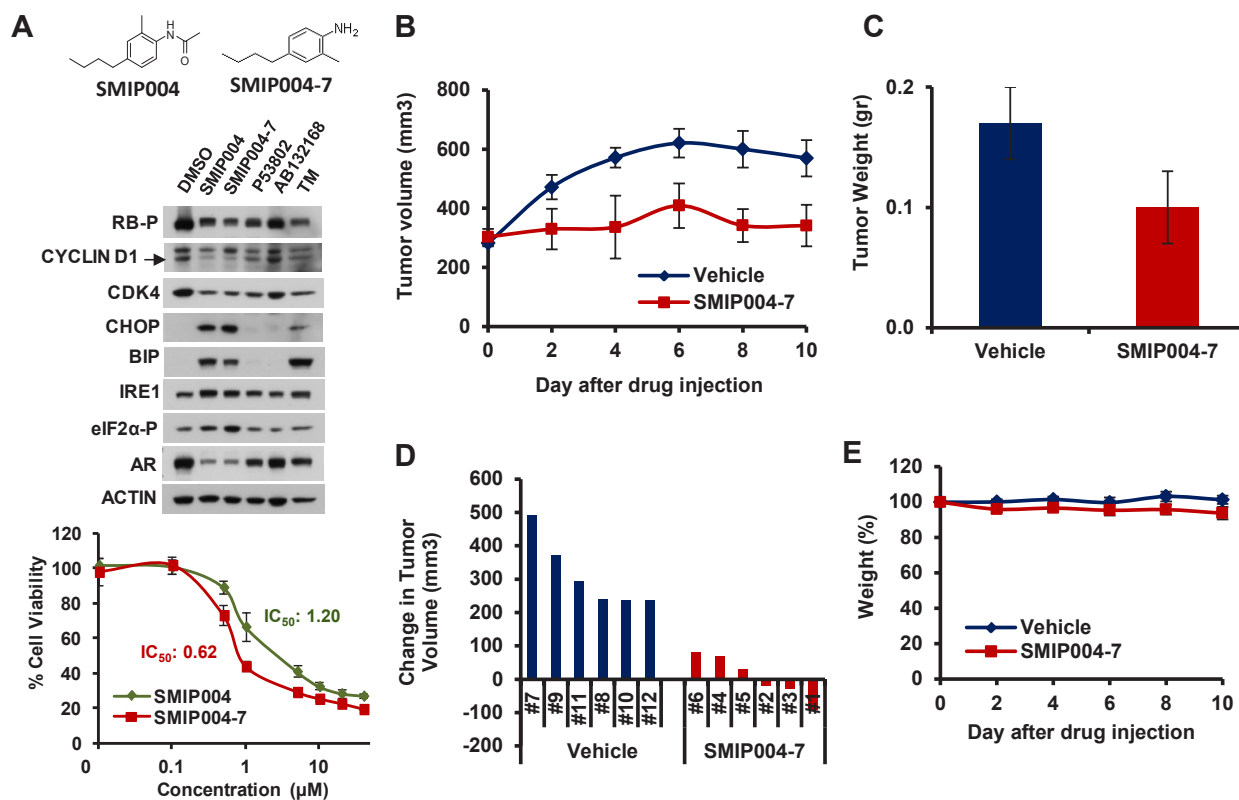 A
NH
O
SMIP004
NH2
SMIP004-7
DMSO
SMIP004
SMIP004-7
P53802
AB132168
TM
RB-P
CYCLIN D1
CDK4
CHOP
BIP
IRE1
eIF2α-P
AR
ACTIN
% Cell Viability
120
100
80
60
40
20
0
IC50: 1.20
IC50: 0.62
SMIP004
SMIP004-7
0 0.1 1 10
Concentration (µM)
B
Tumor volume (mm3)
800
600
400
200
0
Vehicle
SMIP004-7
0 2 4 6 8 10
Day after drug injection
C
Tumor Weight (gr)
0.2
0.1
0.0
Vehicle SMIP004-7
D
Change in Tumor
Volume (mm3)
600
500
400
300
200
100
0
-100
-200
#7 #9 #11 #8 #10 #12 #6 #4 #5 #2 #3 #1
Vehicle SMIP004-7
E
Weight (%)
120
100
80
60
40
20
0
Vehicle
SMIP004-7
0 2 4 6 8 10
Day after drug injection